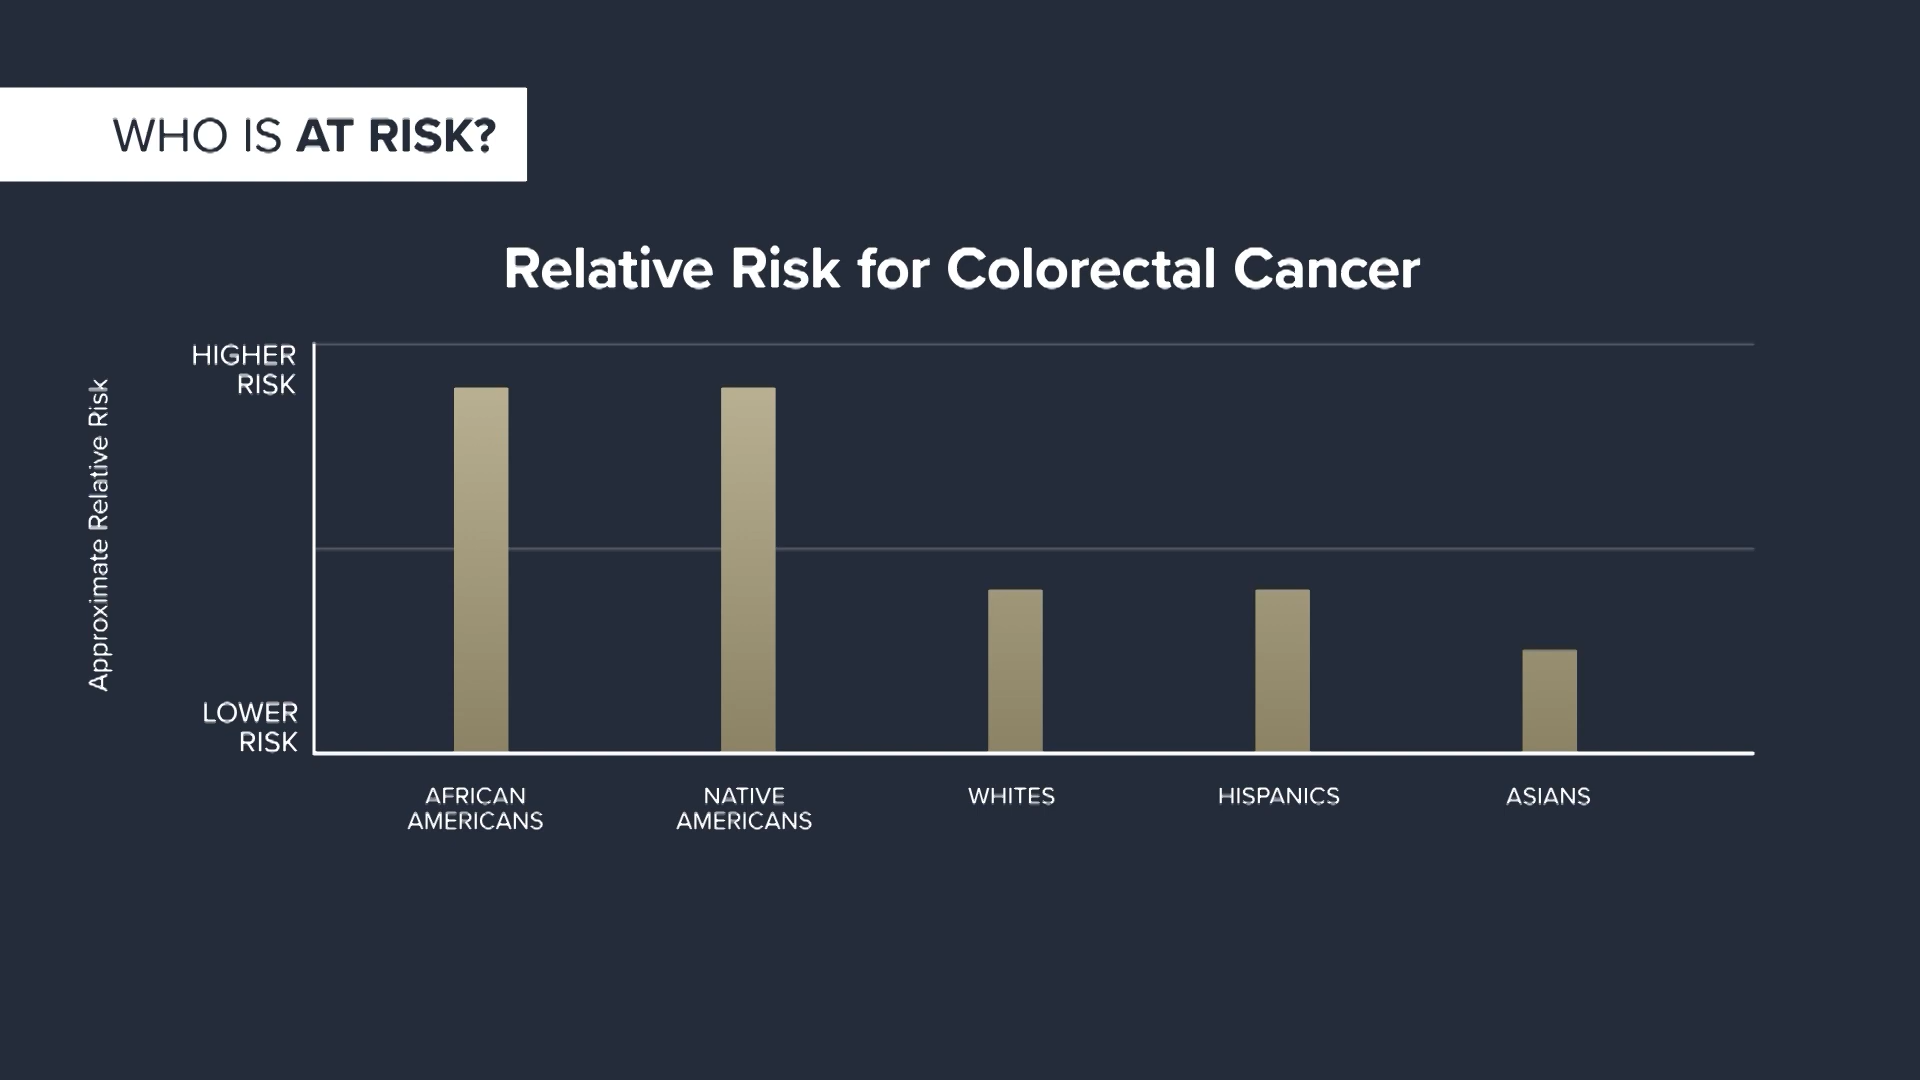 WHO IS AT RISK?
Relative Risk for Colorectal Cancer
Approximate Relative Risk
HIGHER
RISK
LOWER
RISK
AFRICAN
AMERICANS
NATIVE
AMERICANS
WHITES
HISPANICS
ASIANS